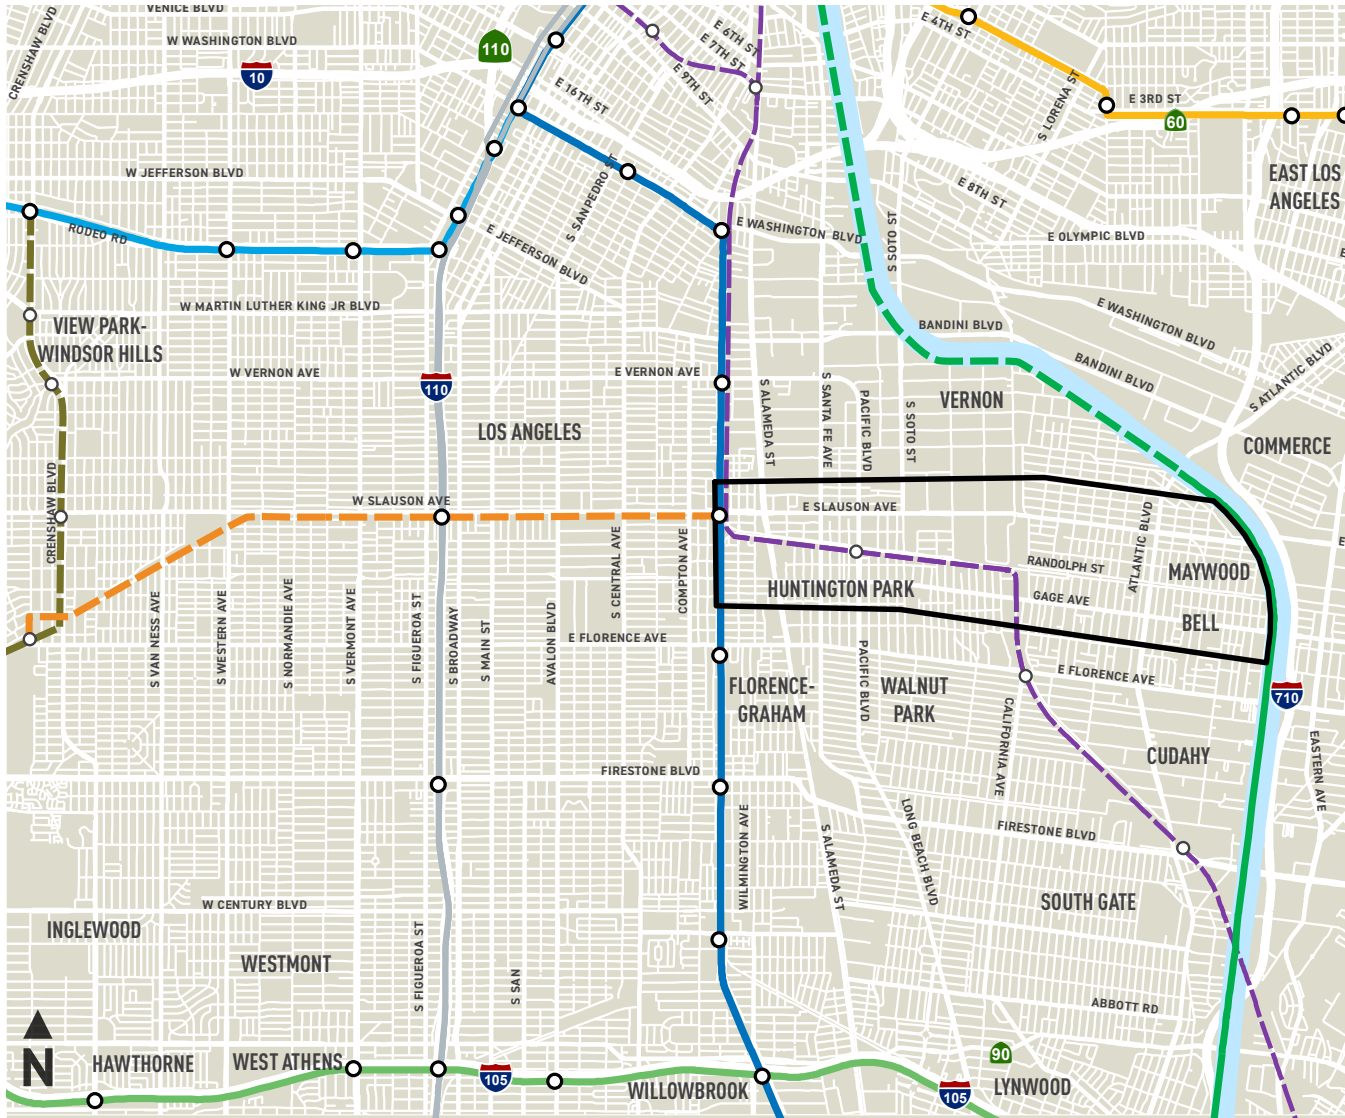 VENICE BLVD
CRENSHAW BLVD
W WASHINGTON BLVD
10
110
E 16TH ST
E 6TH ST
E 7TH ST
E 9TH ST
E 4TH ST
S LORENA ST
E 3RD ST
60
EAST LOS
ANGELES
W JEFFERSON BLVD
S SAN PEDRO ST
E 8TH ST
RODEO RD
E JEFFERSON BLVD
E WASHINGTON BLVD
S SOTO ST
E OLYMPIC BLVD
W MARTIN LUTHER KING JR BLVD
VIEW PARK-
WINDSOR HILLS
BANDINI BLVD
E WASHINGTON BLVD
BANDINI BLVD
S ATLANTIC BLVD
W VERNON AVE
110
E VERNON AVE
S ALAMEDA ST
S SANTA FE AVE
PACIFIC BLVD
S SOTO ST
VERNON
LOS ANGELES
COMMERCE
CRENSHAW BLVD
W SLAUSON AVE
E SLAUSON AVE
ATLANTIC BLVD
S CENTRAL AVE
COMPTON AVE
RANDOLPH ST
MAYWOOD
HUNTINGTON PARK
GAGE AVE
BELL
S VAN NESS AVE
S WESTERN AVE
S NORMANDIE AVE
S VERMONT AVE
S FIGUEROA ST
S BROADWAY
S MAIN ST
AVALON BLVD
E FLORENCE AVE
FLORENCE-
GRAHAM
PACIFIC BLVD
WALNUT
PARK
E FLORENCE AVE
710
CALIFORNIA AVE
CUDAHY
EASTERN AVE
FIRESTONE BLVD
WILMINGTON AVE
S ALAMEDA ST
LONG BEACH BLVD
FIRESTONE BLVD
W CENTURY BLVD
SOUTH GATE
INGLEWOOD
WESTMONT
S FIGUEROA ST
S SAN
ABBOTT RD
N
HAWTHORNE
WEST ATHENS
105
WILLOWBROOK
90
105
LYNWOOD